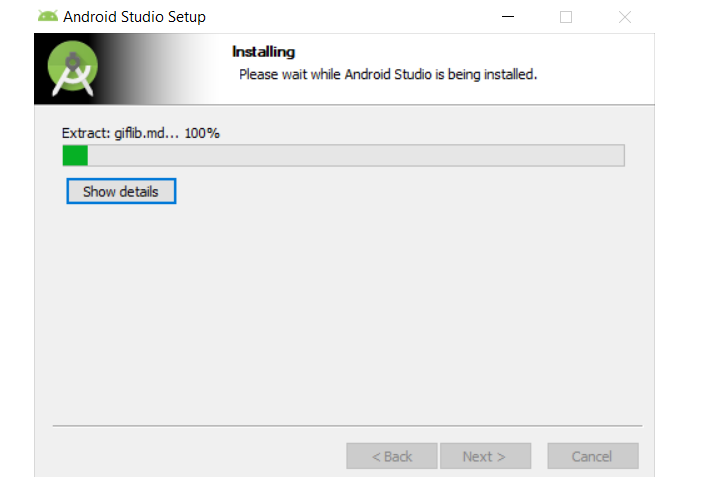 Android Studio Setup
Installing
Please wait while Android Studio is being installed.
Extract: giflib.md... 100%
Show details
< Back
Next >
Cancel